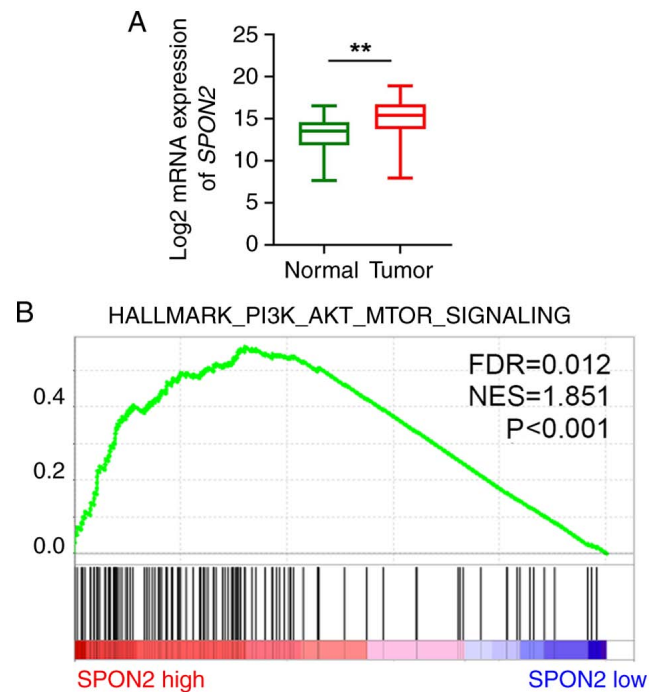 A
Log2 mRNA expression
of SPON2
25
20
15
10
5
0
**
Normal Tumor
B
HALLMARK_PI3K_AKT_MTOR_SIGNALING
FDR=0.012
NES=1.851
P<0.001
0.4
0.2
0.0
SPON2 high
SPON2 low